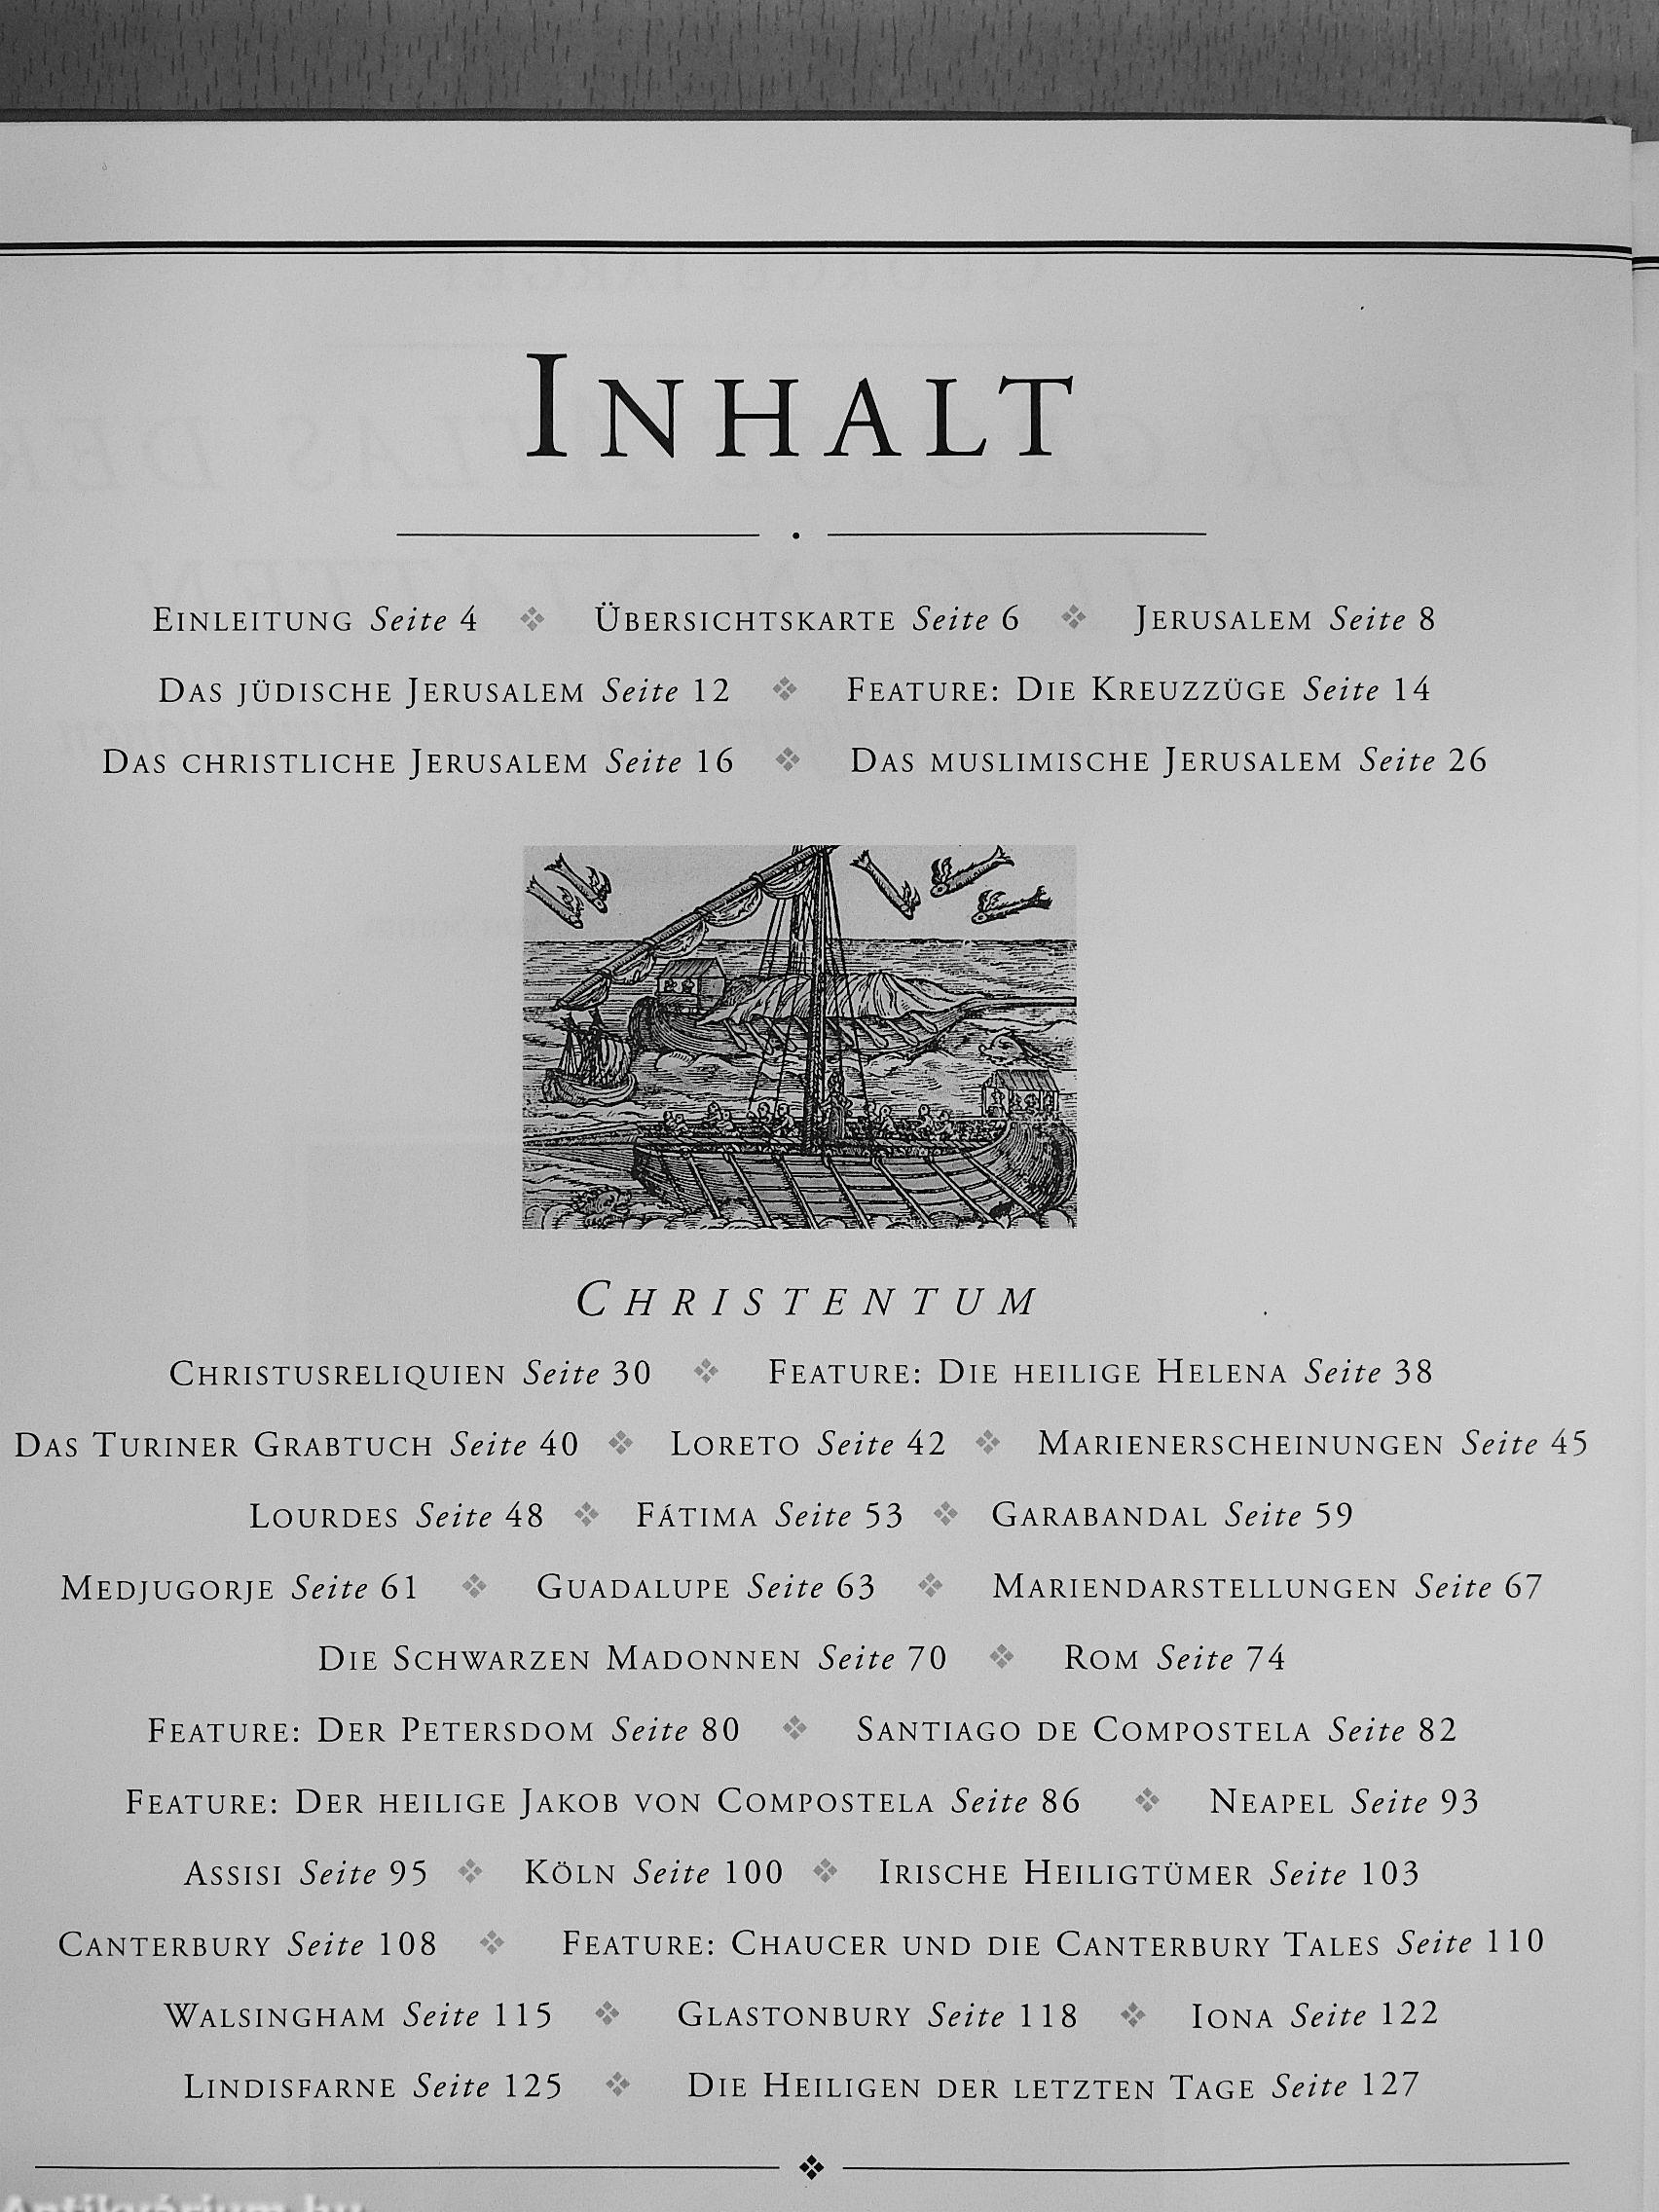 INHALT
EINLEITUNG Seite 4 ❖ ÜBERSICHTSKARTE Seite 6 ❖ JERUSALEM Seite 8
DAS JÜDISCHE JERUSALEM Seite 12 ❖ FEATURE: DIE KREUZZÜGE Seite 14
DAS CHRISTLICHE JERUSALEM Seite 16 ❖ DAS MUSLIMISCHE JERUSALEM Seite 26
CHRISTENTUM
CHRISTUSRELIQUIEN Seite 30 ❖ FEATURE: DIE HEILIGE HELENA Seite 38
DAS TURINER GRABTUCH Seite 40 ❖ LORETO Seite 42 ❖ MARIENERSCHEINUNGEN Seite 45
LOURDES Seite 48 ❖ FÁTIMA Seite 53 ❖ GARABANDAL Seite 59
MEDJUGORJE Seite 61 ❖ GUADALUPE Seite 63 ❖ MARIENDARSTELLUNGEN Seite 67
DIE SCHWARZEN MADONNEN Seite 70 ❖ ROM Seite 74
FEATURE: DER PETERSDOM Seite 80 ❖ SANTIAGO DE COMPOSTELA Seite 82
FEATURE: DER HEILIGE JAKOB VON COMPOSTELA Seite 86 ❖ NEAPEL Seite 93
ASSISI Seite 95 ❖ KÖLN Seite 100 ❖ IRISCHE HEILIGTÜMER Seite 103
CANTERBURY Seite 108 ❖ FEATURE: CHAUCER UND DIE CANTERBURY TALES Seite 110
WALSINGHAM Seite 115 ❖ GLASTONBURY Seite 118 ❖ IONA Seite 122
LINDISFARNE Seite 125 ❖ DIE HEILIGEN DER LETZTEN TAGE Seite 127
Antikvárium.hu